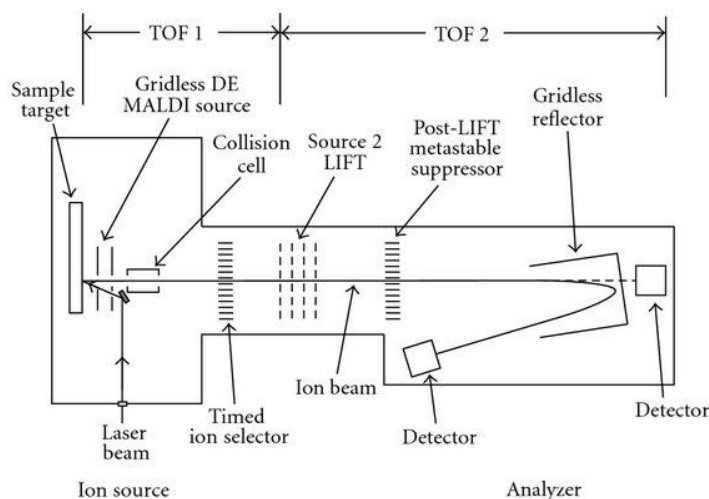 TOF 1
TOF 2
Sample
target
Gridless DE
MALDI source
Collision
cell
Source 2
LIFT
Post-LIFT
metastable
suppressor
Gridless
reflector
Laser
beam
Timed
ion selector
Ion beam
Detector
Detector
Ion source
Analyzer